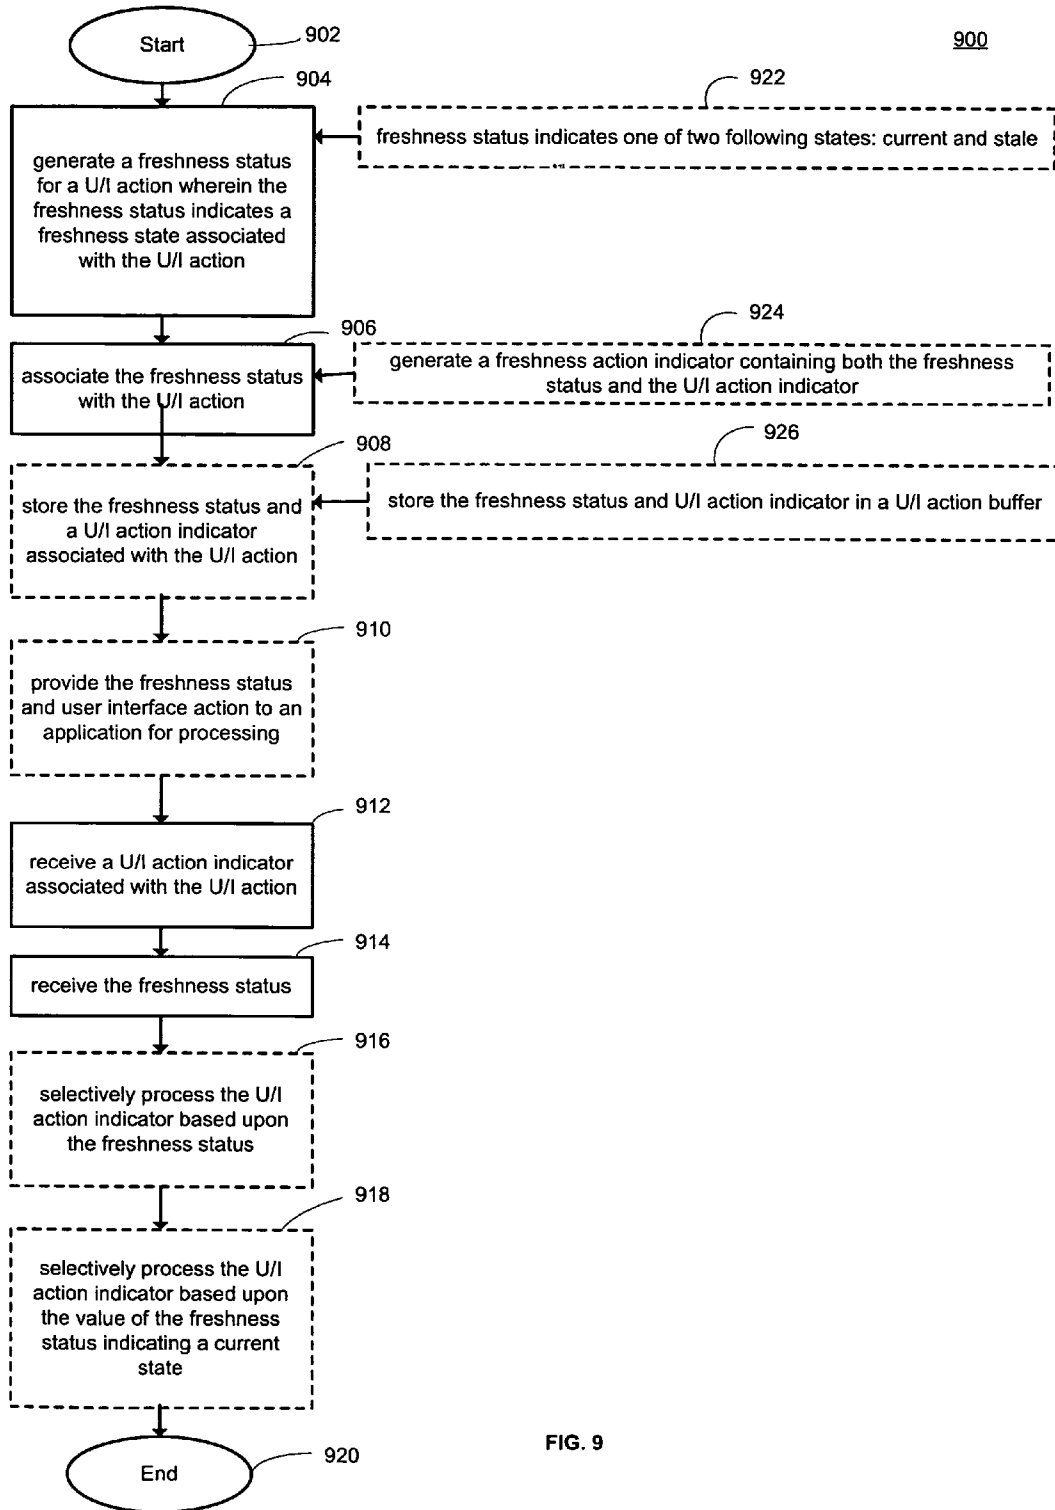 Start
902
900
904
922
generate a freshness status
for a U/I action wherein the
freshness status indicates a
freshness state associated
with the U/I action
freshness status indicates one of two following states: current and stale
906
924
associate the freshness status
with the U/I action
generate a freshness action indicator containing both the freshness
status and the U/I action indicator
908
926
store the freshness status and
a U/I action indicator
associated with the U/I action
store the freshness status and U/I action indicator in a U/I action buffer
910
provide the freshness status
and user interface action to an
application for processing
912
receive a U/I action indicator
associated with the U/I action
914
receive the freshness status
916
selectively process the U/I
action indicator based upon
the freshness status
918
selectively process the U/I
action indicator based upon
the value of the freshness
status indicating a current
state
End
920
FIG. 9